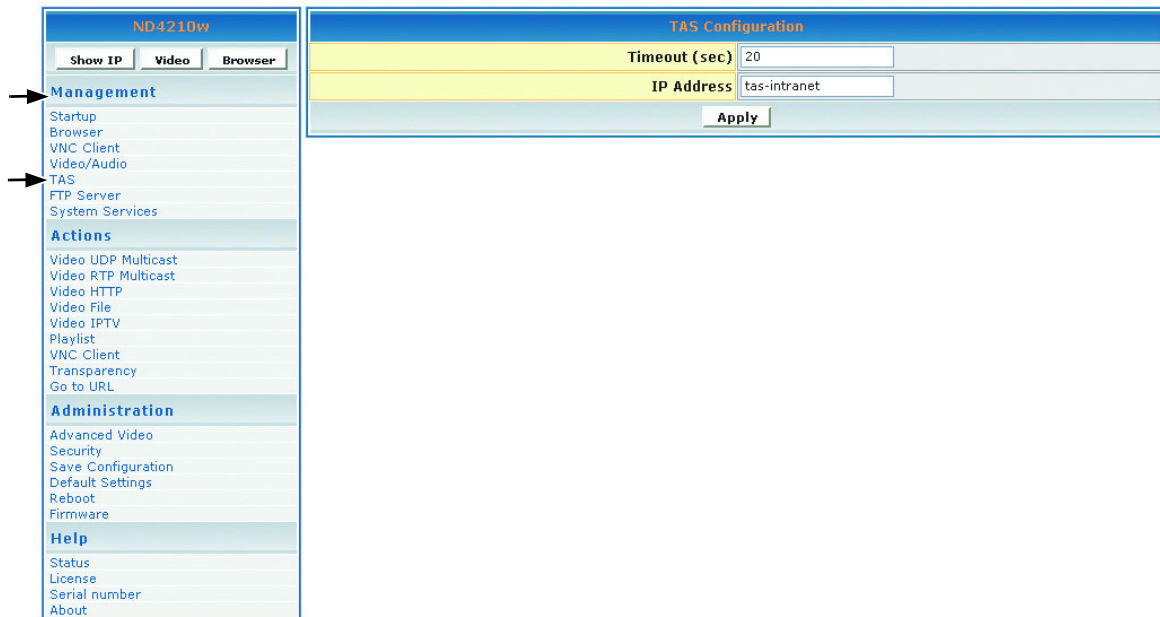 ND4210w
Show IP Video Browser
Management
Startup
Browser
VNC Client
Video/Audio
TAS
FTP Server
System Services
Actions
Video UDP Multicast
Video RTP Multicast
Video HTTP
Video File
Video IPTV
Playlist
VNC Client
Transparency
Go to URL
Administration
Advanced Video
Security
Save Configuration
Default Settings
Reboot
Firmware
Help
Status
License
Serial number
About
TAS Configuration
Timeout (sec) 20
IP Address tas-intranet
Apply